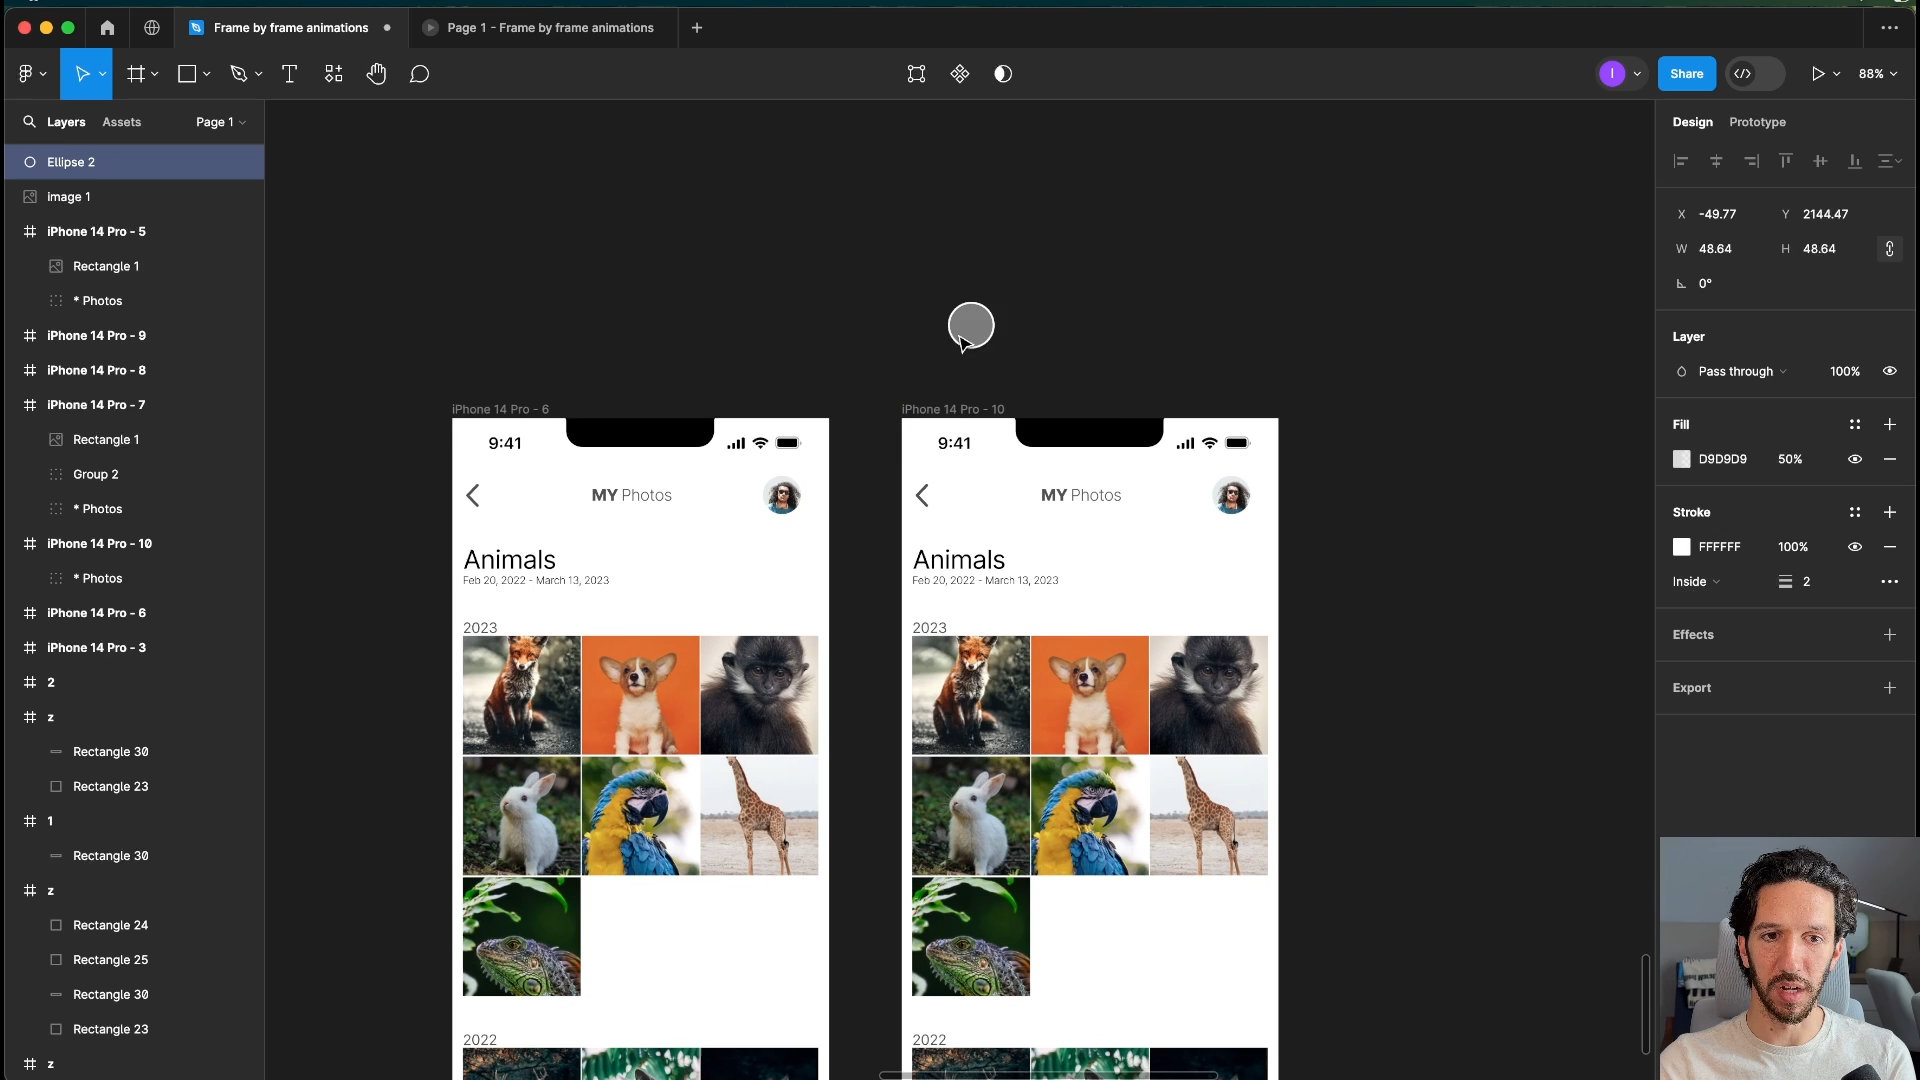 Frame by frame animations
Page 1 - Frame by frame animations
Share
88%
Layers
Assets
Page 1
Design
Prototype
Ellipse 2
image 1
iPhone 14 Pro - 5
Rectangle 1
* Photos
iPhone 14 Pro - 9
iPhone 14 Pro - 8
iPhone 14 Pro - 7
Rectangle 1
Group 2
* Photos
iPhone 14 Pro - 10
* Photos
iPhone 14 Pro - 6
iPhone 14 Pro - 3
2
z
Rectangle 30
Rectangle 23
1
Rectangle 30
z
Rectangle 24
Rectangle 25
Rectangle 30
Rectangle 23
z
iPhone 14 Pro - 6
9:41
MY Photos
Animals
Feb 20, 2022 - March 13, 2023
2023
2022
iPhone 14 Pro - 10
9:41
MY Photos
Animals
Feb 20, 2022 - March 13, 2023
2023
2022
X -49.77 Y 2144.47
W 48.64 H 48.64
0°
Layer
Pass through 100%
Fill
D9D9D9 50%
Stroke
FFFFFF 100%
Inside 2
Effects
Export